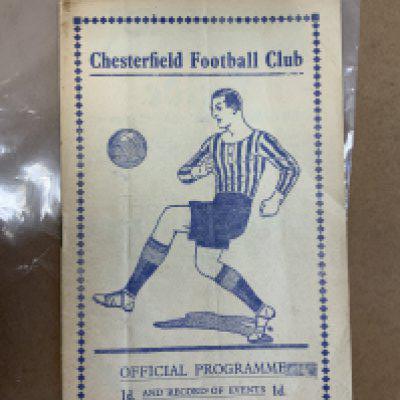 Chesterfield Football Club
OFFICIAL PROGRAMME
1d. AND RECORD OF EVENTS 1d.